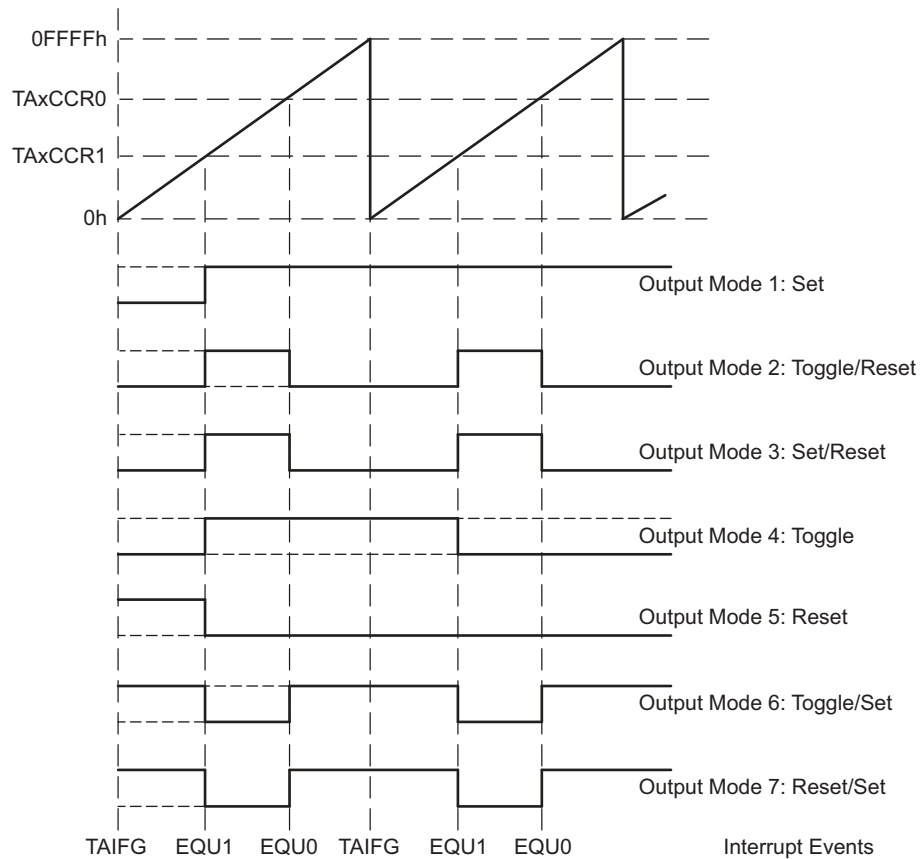 0FFFFh
TAxCCR0
TAxCCR1
0h
Output Mode 1: Set
Output Mode 2: Toggle/Reset
Output Mode 3: Set/Reset
Output Mode 4: Toggle
Output Mode 5: Reset
Output Mode 6: Toggle/Set
Output Mode 7: Reset/Set
TAIFG EQU1 EQU0 TAIFG EQU1 EQU0 Interrupt Events